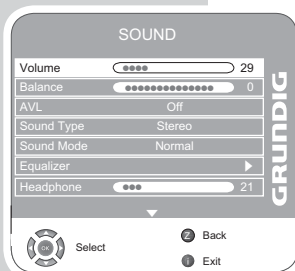 SOUND
Volume 29
Balance 0
AVL Off
Sound Type Stereo
Sound Mode Normal
Equalizer
Headphone 21
GRUNDIG
OK Select
Z Back
i Exit